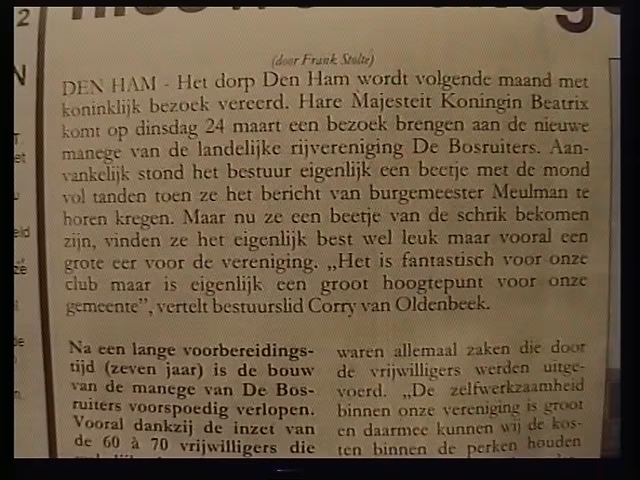 2
(door Frank Stolte)
DEN HAM - Het dorp Den Ham wordt volgende maand met
koninklijk bezoek vereerd. Hare Majesteit Koningin Beatrix
komt op dinsdag 24 maart een bezoek brengen aan de nieuwe
manege van de landelijke rijvereniging De Bosruiters. Aan-
vankelijk stond het bestuur eigenlijk een beetje met de mond
vol tanden toen ze het bericht van burgemeester Meulman te
horen kregen. Maar nu ze een beetje van de schrik bekomen
zijn, vinden ze het eigenlijk best wel leuk maar vooral een
grote eer voor de vereniging. „Het is fantastisch voor onze
club maar is eigenlijk een groot hoogtepunt voor onze
gemeente”, vertelt bestuurslid Corry van Oldenbeek.
Na een lange voorbereidings-
tijd (zeven jaar) is de bouw
van de manege van De Bos-
ruiters voorspoedig verlopen.
Vooral dankzij de inzet van
de 60 à 70 vrijwilligers die
waren allemaal zaken die door
de vrijwilligers werden uitge-
voerd. „De zelfwerkzaamheid
binnen onze vereniging is groot
en daarmee kunnen wij de kos-
ten binnen de perken houden